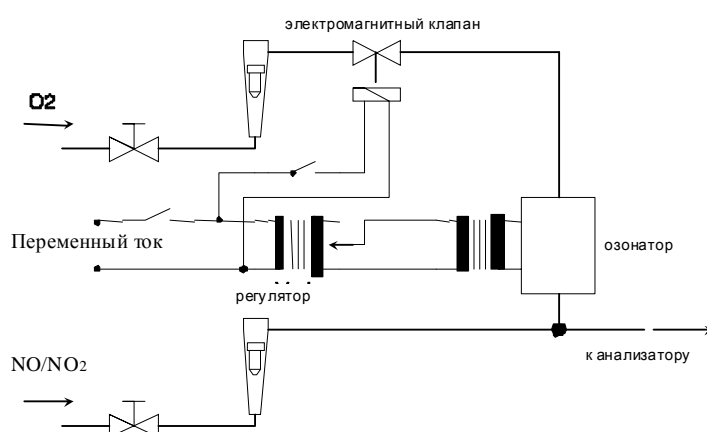 электромагнитный клапан
O2
Переменный ток
озонатор
регулятор
NO/NO2
к анализатору